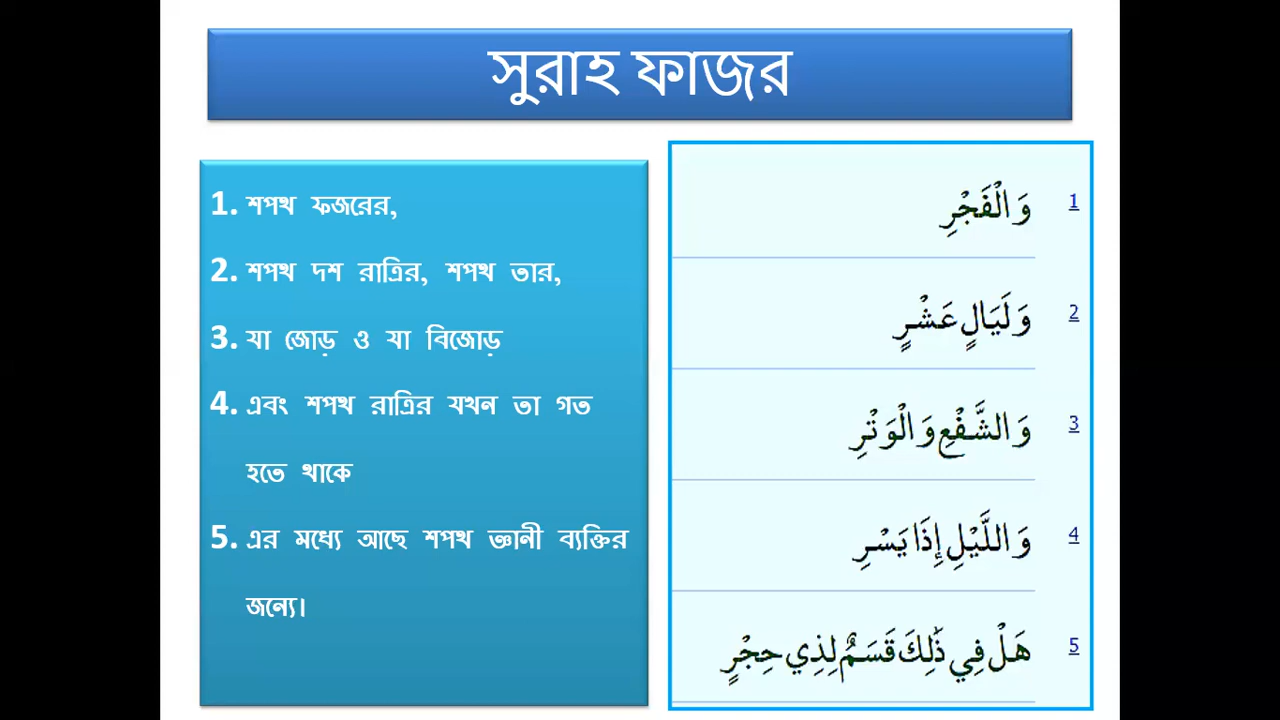 সুরাহ ফাজর
1. শপথ ফজরের,
2. শপথ দশ রাত্রির, শপথ তার,
3. যা জোড় ও যা বিজোড়
4. এবং শপথ রাত্রির যখন তা গত
হতে থাকে
5. এর মধ্যে আছে শপথ জ্ঞানী ব্যক্তির
জন্যে।
وَالْفَجْرِ 1
وَلَيَالٍ عَشْرٍ 2
وَالشَّفْعِ وَالْوَتْرِ 3
وَاللَّيْلِ إِذَا يَسْرِ 4
هَلْ فِي ذَٰلِكَ قَسَمٌ لِذِي حِجْرٍ 5